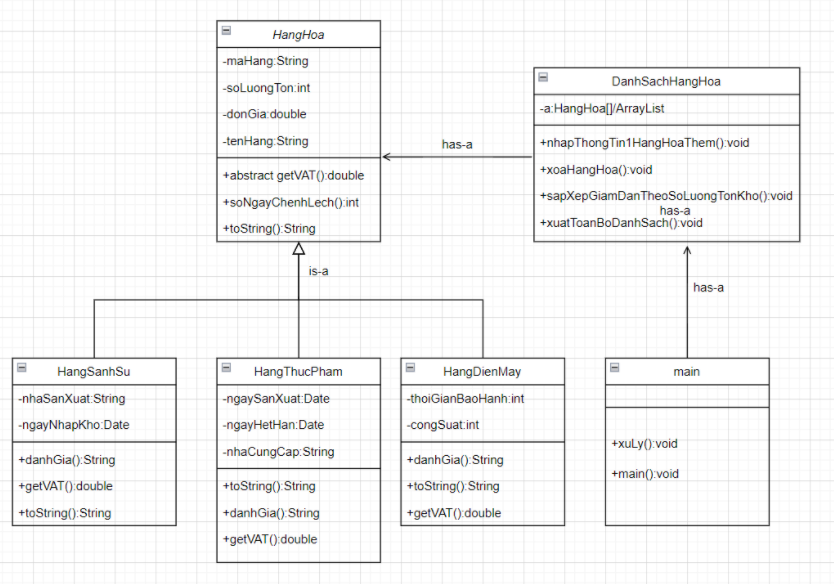 HangHoa
-maHang:String
-soLuongTon:int
-donGia:double
-tenHang:String
+abstract getVAT():double
+soNgayChenhLech():int
+toString():String
has-a
DanhSachHangHoa
-a:HangHoa[]/ArrayList
+nhapThongTin1HangHoaThem():void
+xoaHangHoa():void
+sapXepGiamDanTheoSoLuongTonKho():void
has-a
+xuatToanBoDanhSach():void
is-a
has-a
HangSanhSu
-nhaSanXuat:String
-ngayNhapKho:Date
+danhGia():String
+getVAT():double
+toString():String
HangThucPham
-ngaySanXuat:Date
-ngayHetHan:Date
-nhaCungCap:String
+toString():String
+danhGia():String
+getVAT():double
HangDienMay
-thoiGianBaoHanh:int
-congSuat:int
+danhGia():String
+toString():String
+getVAT():double
main
+xuLy():void
+main():void